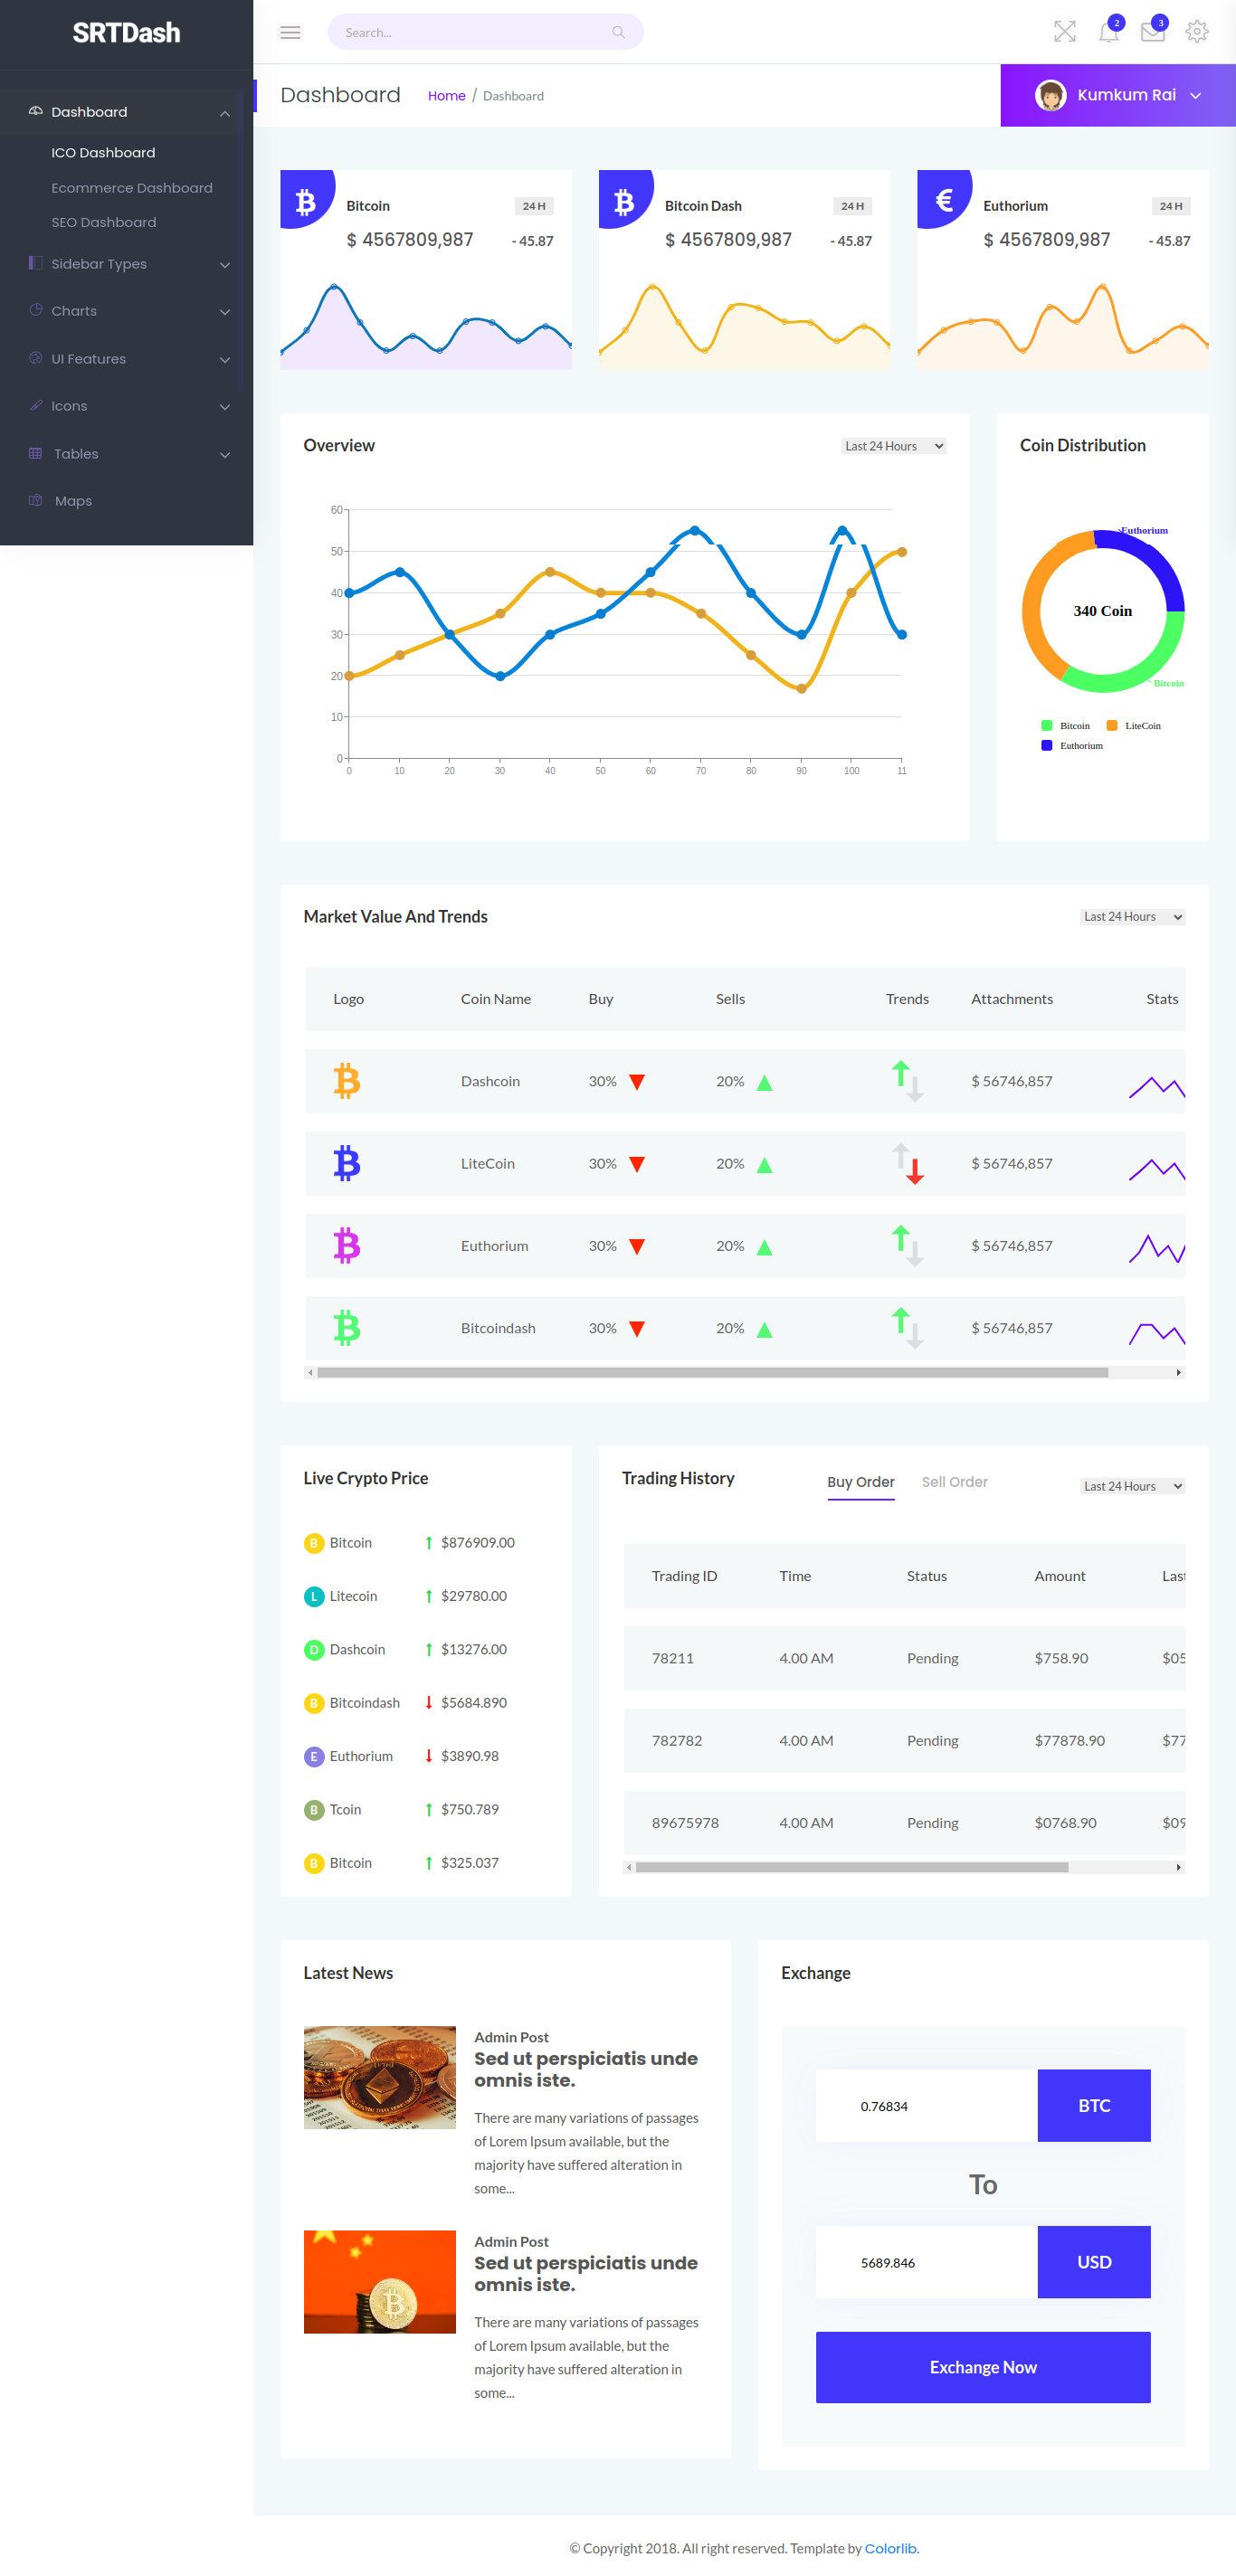 SRTDash
Search...
2
3
Dashboard
ICO Dashboard
Ecommerce Dashboard
SEO Dashboard
Sidebar Types
Charts
UI Features
Icons
Tables
Maps
Dashboard
Home / Dashboard
Kumkum Rai
Bitcoin 24 H
$ 4567809,987 - 45.87
Bitcoin Dash 24 H
$ 4567809,987 - 45.87
€
Euthorium 24 H
$ 4567809,987 - 45.87
Overview Last 24 Hours
60
50
40
30
20
10
0
0 10 20 30 40 50 60 70 80 90 100 11
Coin Distribution
Euthorium
340 Coin
Bitcoin
Bitcoin LiteCoin
Euthorium
Market Value And Trends Last 24 Hours
Logo Coin Name Buy Sells Trends Attachments Stats
Dashcoin 30% 20% $ 56746,857
LiteCoin 30% 20% $ 56746,857
Euthorium 30% 20% $ 56746,857
Bitcoindash 30% 20% $ 56746,857
Live Crypto Price
B Bitcoin $876909.00
L Litecoin $29780.00
D Dashcoin $13276.00
B Bitcoindash $5684.890
E Euthorium $3890.98
B Tcoin $750.789
B Bitcoin $325.037
Trading History Buy Order Sell Order Last 24 Hours
Trading ID Time Status Amount Last
78211 4.00 AM Pending $758.90 $05
782782 4.00 AM Pending $77878.90 $77
89675978 4.00 AM Pending $0768.90 $09
Latest News
Admin Post
Sed ut perspiciatis unde
omnis iste.
There are many variations of passages
of Lorem Ipsum available, but the
majority have suffered alteration in
some...
Admin Post
Sed ut perspiciatis unde
omnis iste.
There are many variations of passages
of Lorem Ipsum available, but the
majority have suffered alteration in
some...
Exchange
0.76834 BTC
To
5689.846 USD
Exchange Now
© Copyright 2018. All right reserved. Template by Colorlib.